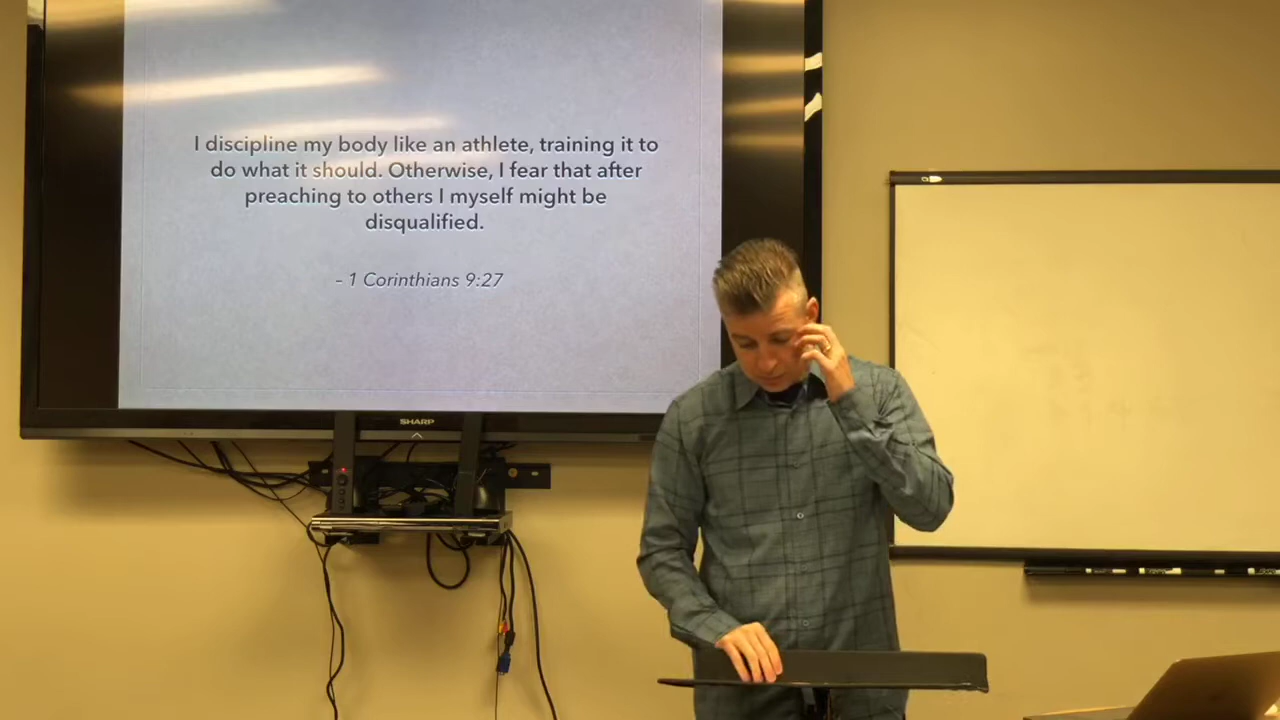 I discipline my body like an athlete, training it to
do what it should. Otherwise, I fear that after
preaching to others I myself might be
disqualified.
– 1 Corinthians 9:27
SHARP